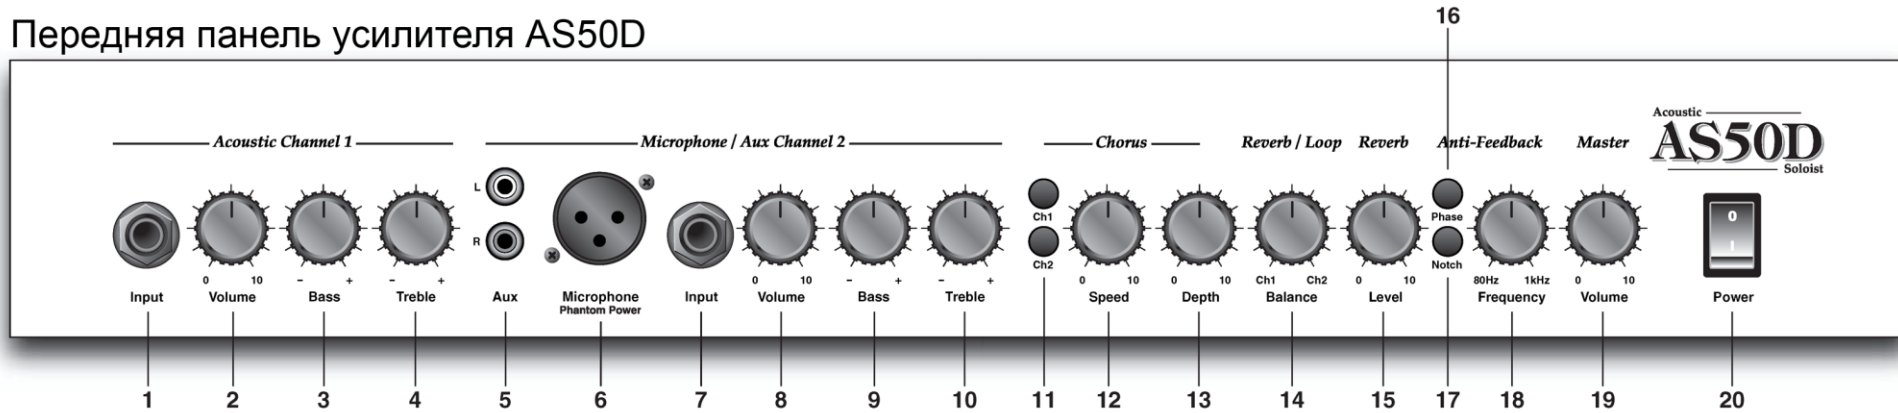 16
Передняя панель усилителя AS50D
Acoustic
AS50D
Soloist
Acoustic Channel 1 Microphone / Aux Channel 2 Chorus Reverb / Loop Reverb Anti-Feedback Master
L
R
Ch1
Ch2
Phase
Notch
0
I
0 10 - + - + 0 10 - + - + 0 10 0 10 Ch1 Ch2 0 10 80Hz 1kHz 0 10
Input Volume Bass Treble Aux Microphone Input Volume Bass Treble Speed Depth Balance Level Frequency Volume Power
Phantom Power
1 2 3 4 5 6 7 8 9 10 11 12 13 14 15 17 18 19 20